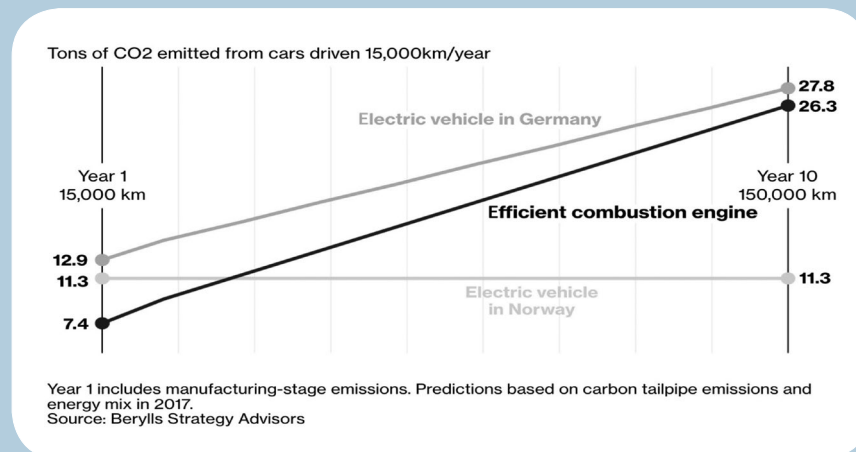 Tons of CO2 emitted from cars driven 15,000km/year
27.8
26.3
Electric vehicle in Germany
Year 1
15,000 km
Year 10
150,000 km
Efficient combustion engine
12.9
11.3
11.3
Electric vehicle
in Norway
7.4
Year 1 includes manufacturing-stage emissions. Predictions based on carbon tailpipe emissions and
energy mix in 2017.
Source: Berylls Strategy Advisors